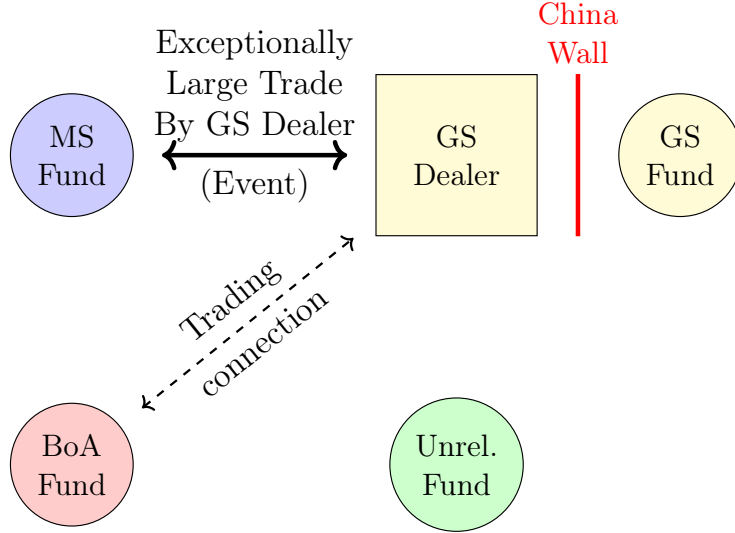 China
Wall
Exceptionally
Large Trade
By GS Dealer
(Event)
MS
Fund
GS
Dealer
GS
Fund
Trading
connection
BoA
Fund
Unrel.
Fund